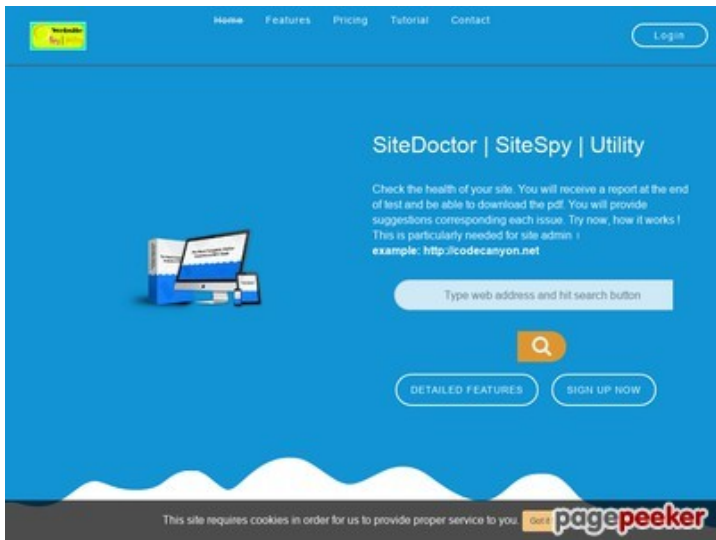 Website
Home Features Pricing Tutorial Contact
Login
SiteDoctor | SiteSpy | Utility
Check the health of your site. You will receive a report at the end
of test and be able to download the pdf. You will provide
suggestions corresponding each issue. Try now, how it works !
This is particularly needed for site admin ।
example: http://codecanyon.net
Type web address and hit search button
DETAILED FEATURES SIGN UP NOW
This site requires cookies in order for us to provide proper service to you. Got it
pagepeeker